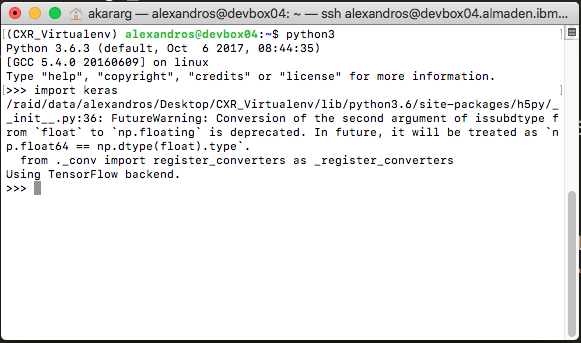 akararg — alexandros@devbox04: ~ — ssh alexandros@devbox04.almaden.ibm...
[(CXR_Virtualenv) alexandros@devbox04:~$ python3 ]
Python 3.6.3 (default, Oct  6 2017, 08:44:35)
[GCC 5.4.0 20160609] on linux
Type "help", "copyright", "credits" or "license" for more information.
[>>> import keras ]
/raid/data/alexandros/Desktop/CXR_Virtualenv/lib/python3.6/site-packages/h5py/_
_init__.py:36: FutureWarning: Conversion of the second argument of issubdtype f
rom `float` to `np.floating` is deprecated. In future, it will be treated as `n
p.float64 == np.dtype(float).type`.
  from ._conv import register_converters as _register_converters
Using TensorFlow backend.
>>>